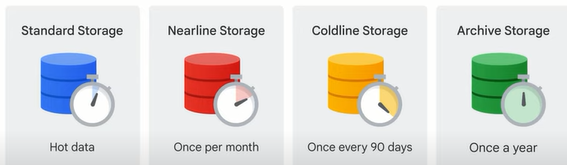 Standard Storage
Hot data
Nearline Storage
Once per month
Coldline Storage
Once every 90 days
Archive Storage
Once a year